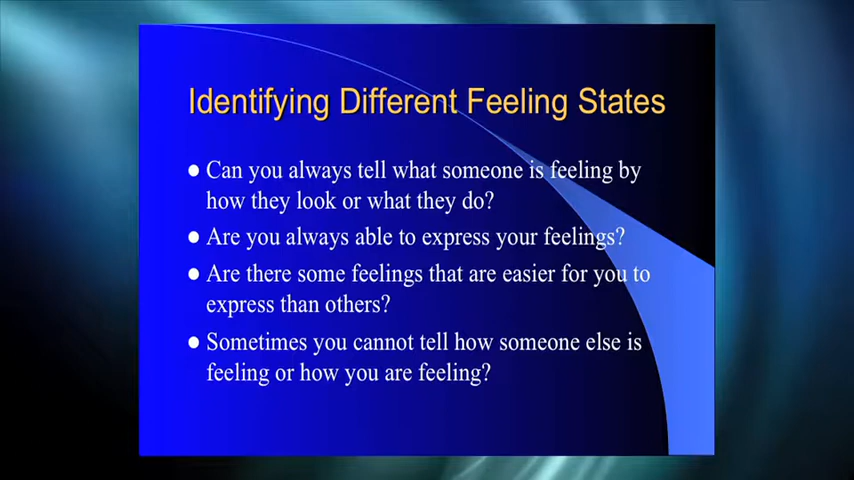 Identifying Different Feeling States
● Can you always tell what someone is feeling by
how they look or what they do?
● Are you always able to express your feelings?
● Are there some feelings that are easier for you to
express than others?
● Sometimes you cannot tell how someone else is
feeling or how you are feeling?